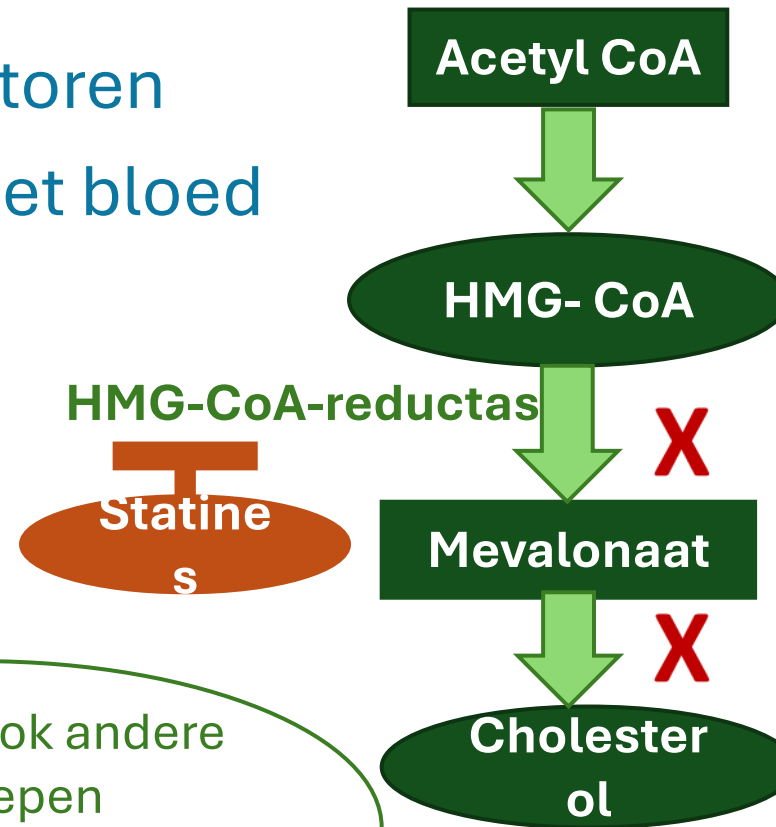 Acetyl CoA
toren
et bloed
HMG- CoA
HMG-CoA-reductas
X
Statine
s
Mevalonaat
X
ok andere
epen
Cholester
ol